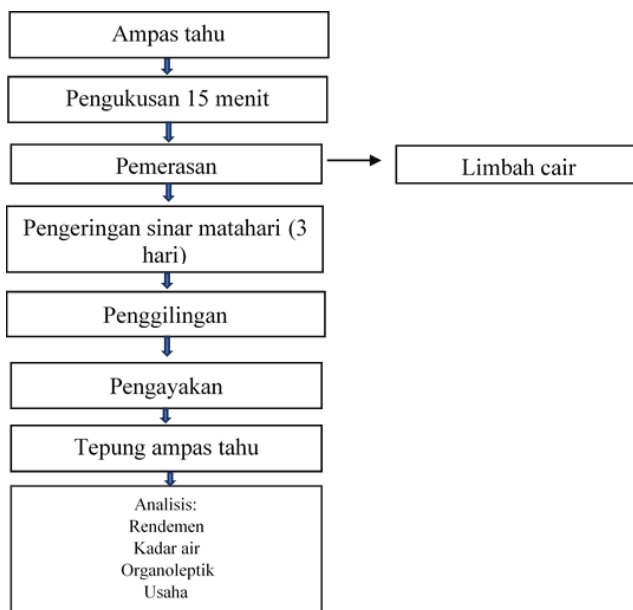 Ampas tahu
Pengukusan 15 menit
Pemerasan
Limbah cair
Pengeringan sinar matahari (3
hari)
Penggilingan
Pengayakan
Tepung ampas tahu
Analisis:
Rendemen
Kadar air
Organoleptik
Usaha